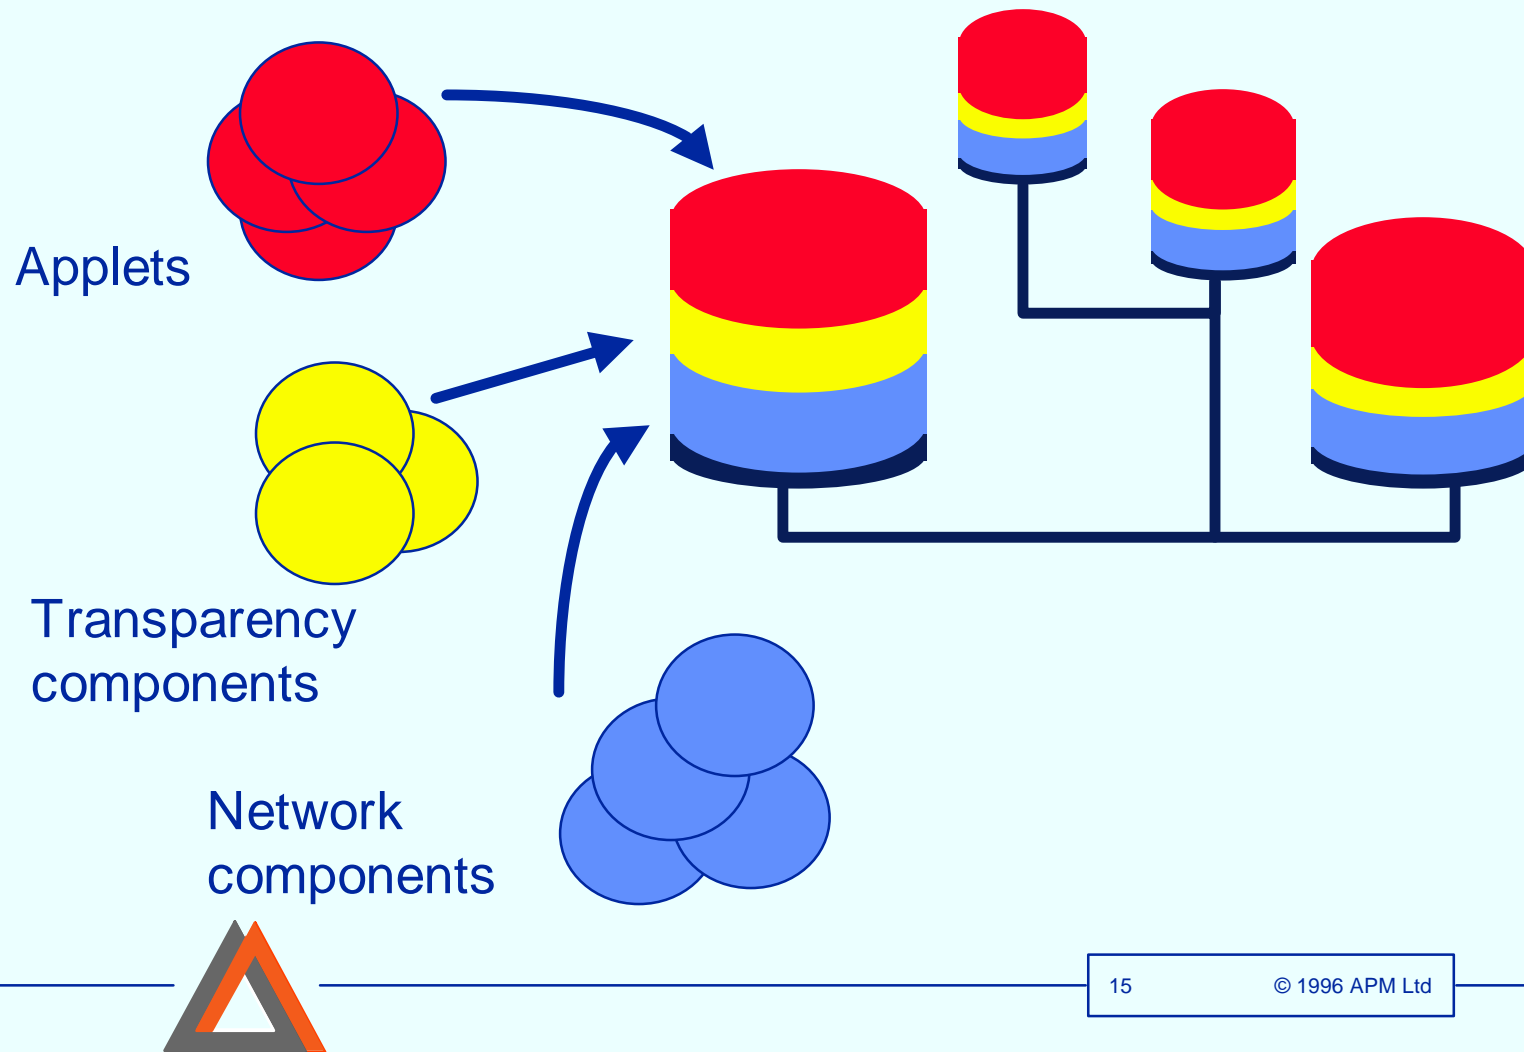 Applets
Transparency
components
Network
components
15
© 1996 APM Ltd